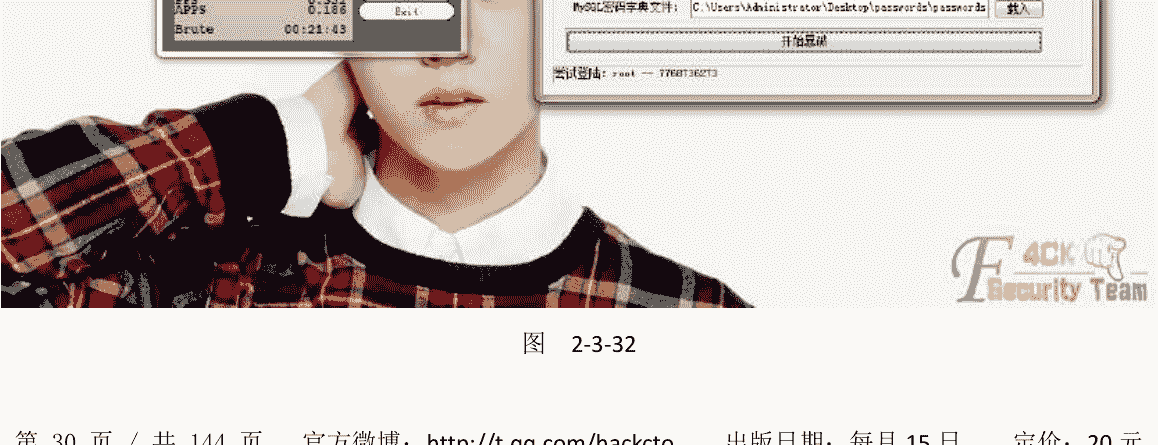 APPS 0.186
Exit
Brute 00:21:43
MySQL密码字典文件: C:\Users\Administrator\Desktop\passwords\passwords 载入
开始暴破
尝试登陆: root -- 7768736273
F4CK
Security Team
图 2-3-32
第 30 页 / 共 144 页 官方微博: http://t.qq.com/hackcto 出版日期: 每月 15 日 定价: 20 元